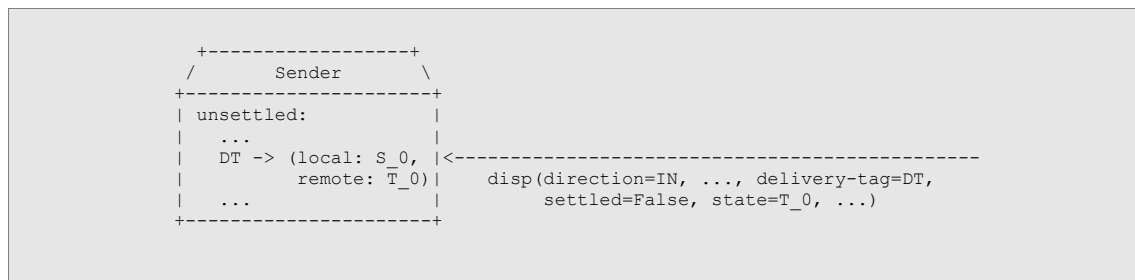 +------------------+
/ Sender \
+----------------------+
| unsettled: |
| ... |
| DT -> (local: S_0, |<-----------------------------------------------
| remote: T_0)| disp(direction=IN, ..., delivery-tag=DT,
| ... | settled=False, state=T_0, ...)
+----------------------+